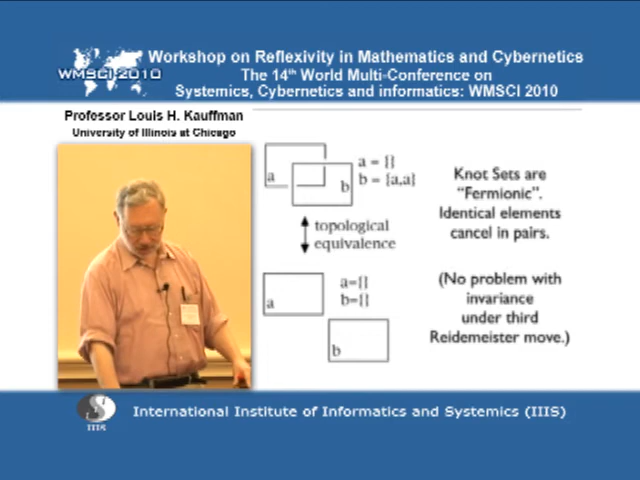 WMSCI 2010
Workshop on Reflexivity in Mathematics and Cybernetics
The 14th World Multi-Conference on
Systemics, Cybernetics and informatics: WMSCI 2010
Professor Louis H. Kauffman
University of Illinois at Chicago
a
b
a = {}
b = {a,a}
topological
equivalence
a
a={}
b={}
b
Knot Sets are
"Fermionic".
Identical elements
cancel in pairs.
(No problem with
invariance
under third
Reidemeister move.)
IIIS
International Institute of Informatics and Systemics (IIIS)